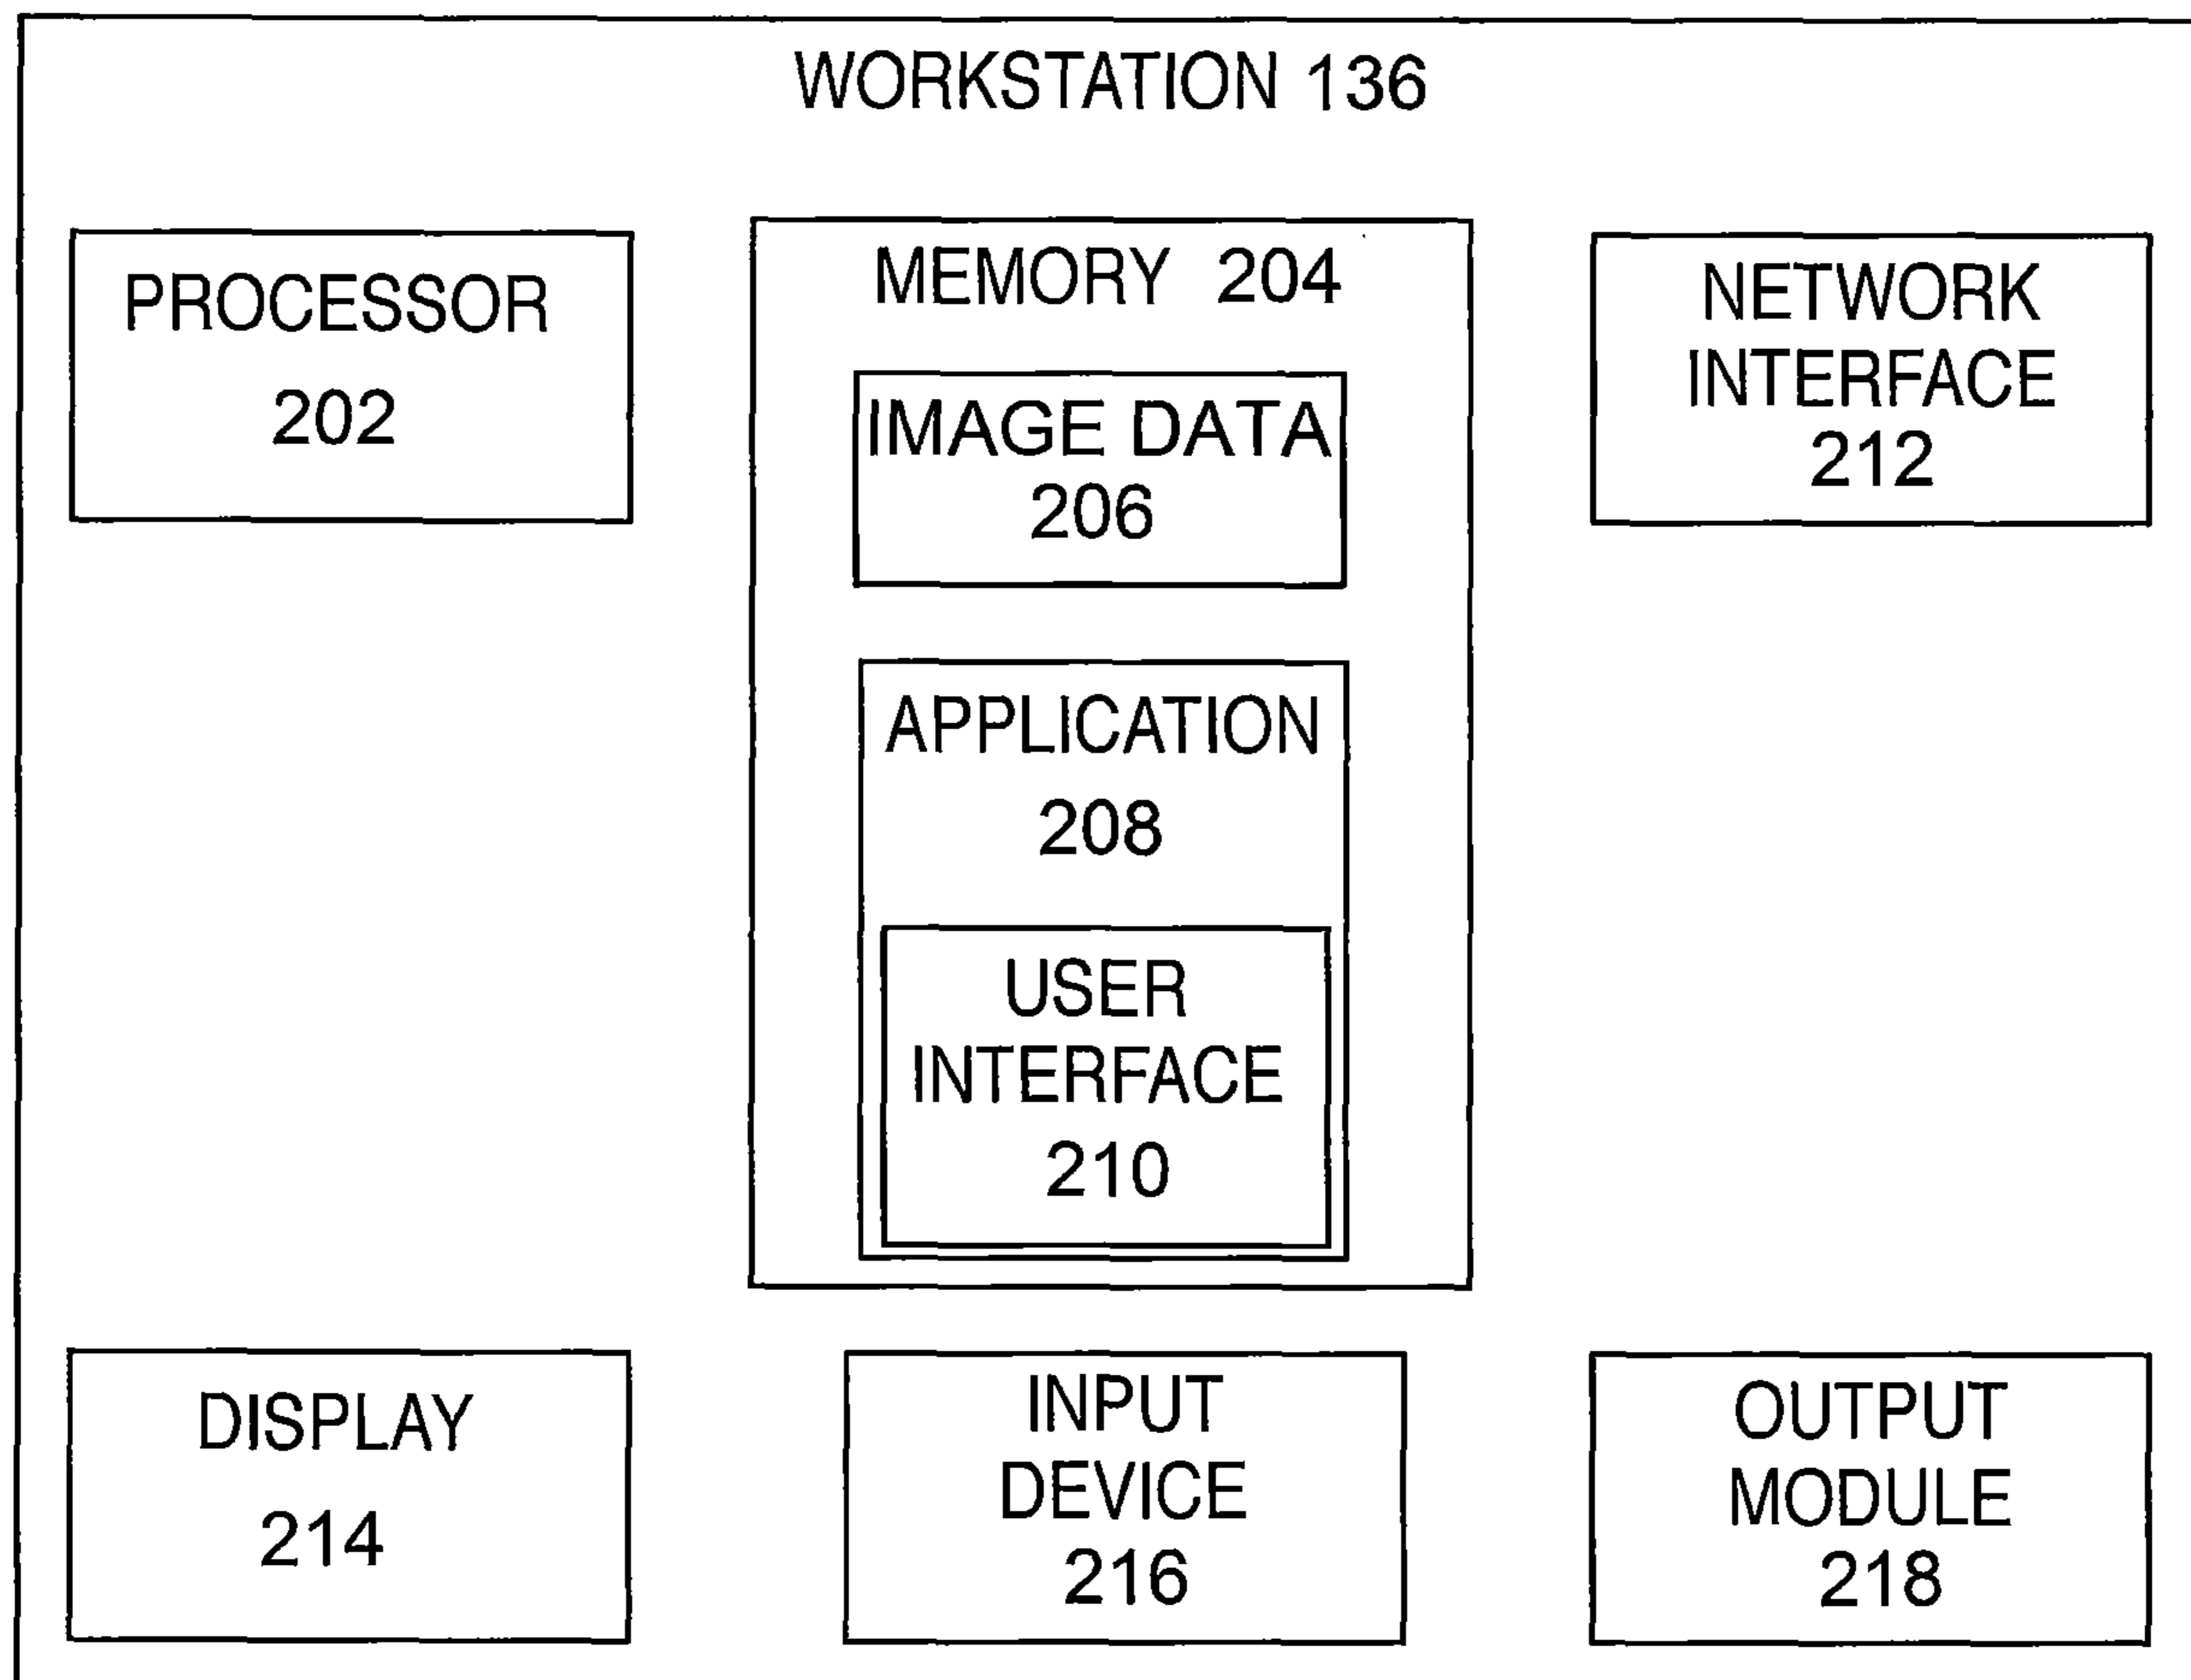 WORKSTATION 136
PROCESSOR
202
MEMORY 204
IMAGE DATA
206
APPLICATION
208
USER
INTERFACE
210
NETWORK
INTERFACE
212
DISPLAY
214
INPUT
DEVICE
216
OUTPUT
MODULE
218